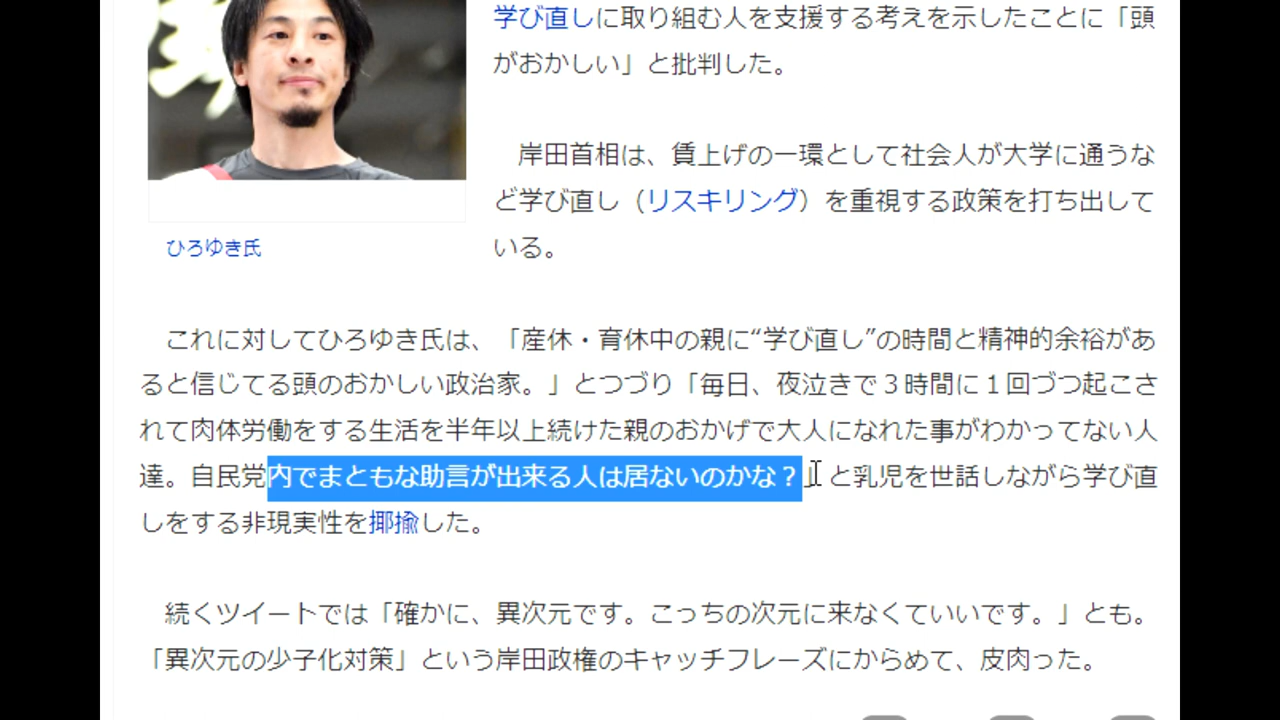 学び直しに取り組む人を支援する考えを示したことに「頭
がおかしい」と批判した。
岸田首相は、賃上げの一環として社会人が大学に通うな
ど学び直し（リスキリング）を重視する政策を打ち出して
いる。
ひろゆき氏
これに対してひろゆき氏は、「産休・育休中の親に“学び直し”の時間と精神的余裕があ
ると信じてる頭のおかしい政治家。」とつづり「毎日、夜泣きで３時間に１回づつ起こさ
れて肉体労働をする生活を半年以上続けた親のおかげで大人になれた事がわかってない人
達。自民党内でまともな助言が出来る人は居ないのかな？」と乳児を世話しながら学び直
しをする非現実性を揶揄した。
続くツイートでは「確かに、異次元です。こっちの次元に来なくていいです。」とも。
「異次元の少子化対策」という岸田政権のキャッチフレーズにからめて、皮肉った。